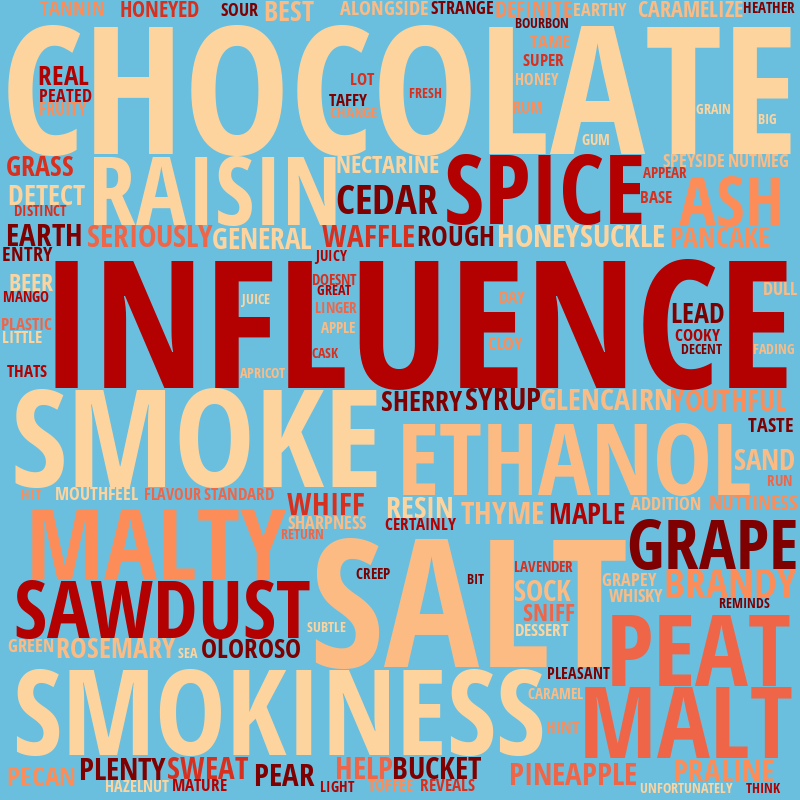 TANNIN HONEYED SOUR BEST ALONGSIDE STRANGE DEFINITE EARTHY CARAMELIZE HEATHER
BOURBON
TAME
SUPER
CHOCOLATE
REAL
PEATED
FRUITY
LOT
TAFFY
CHANGE
FRESH
HONEY
RUM
GUM
GRAIN
BIG
GRASS
RAISIN
NECTARINE
SPICE
SPEYSIDE NUTMEG
APPEAR
DETECT
DISTINCT
CEDAR
BASE
ASH
EARTH SERIOUSLY GENERAL WAFFLE ROUGH HONEYSUCKLE PANCAKE
ENTRY
JUICY
INFLUENCE
BEER
MANGO
JUICE
DOESNT
GREAT
LINGER
DAY
DULL
LEAD
PLASTIC
LITTLE
APPLE
CLOY
COOKY
DECENT
FADING
THATS
APRICOT
CASK
SMOKE
SHERRY SYRUP GLENCAIRN YOUTHFUL
TASTE
ETHANOL
SAND
RUN
HIT MOUTHFEEL FLAVOUR STANDARD
WHIFF
RESIN THYME MAPLE ADDITION NUTTINESS
MALTY
SHARPNESS
RETURN
CERTAINLY
GRAPE
SALT
SAWDUST
CREEP
BIT
LAVENDER
SOCK
GRAPEY
WHISKY
BRANDY
SNIFF
REMINDS
SUBTLE
DESSERT
PEAT
GREEN ROSEMARY SEA OLOROSO
PLEASANT
SMOKINESS
CARAMEL
HINT
MALT
PECAN PLENTY SWEAT PEAR HELP BUCKET PINEAPPLE PRALINE
HAZELNUT MATURE LIGHT TOFFEE REVEALS UNFORTUNATELY THINK